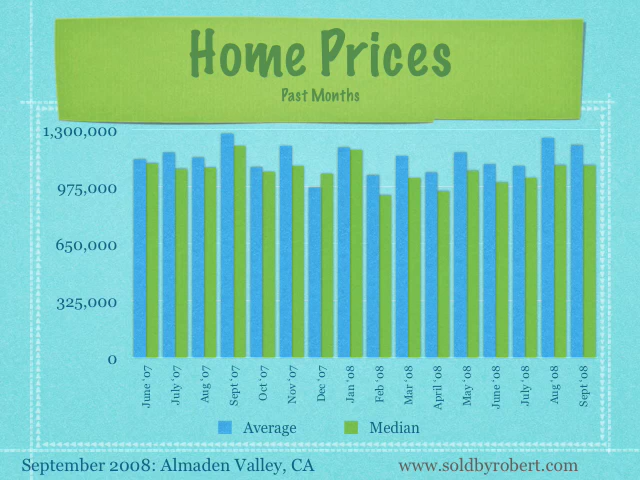 Home Prices
Past Months
1,300,000
975,000
650,000
325,000
0
June '07
July '07
Aug '07
Sept '07
Oct '07
Nov '07
Dec '07
Jan '08
Feb '08
Mar '08
April '08
May '08
June '08
July '08
Aug '08
Sept '08
Average
Median
September 2008: Almaden Valley, CA
www.soldbyrobert.com